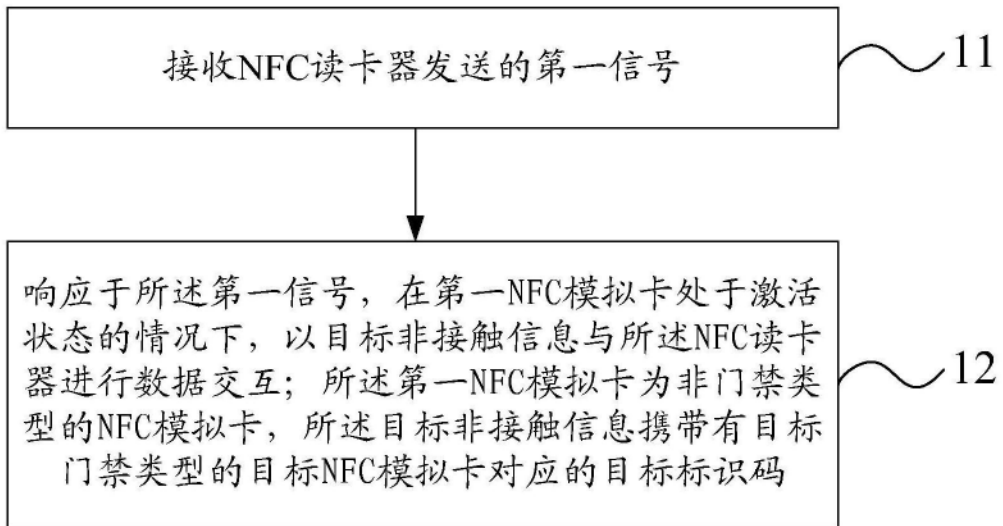 接收NFC读卡器发送的第一信号
11
响应于所述第一信号，在第一NFC模拟卡处于激活
状态的情况下，以目标非接触信息与所述NFC读卡
器进行数据交互；所述第一NFC模拟卡为非门禁类
型的NFC模拟卡，所述目标非接触信息携带有目标
门禁类型的目标NFC模拟卡对应的目标标识码
12